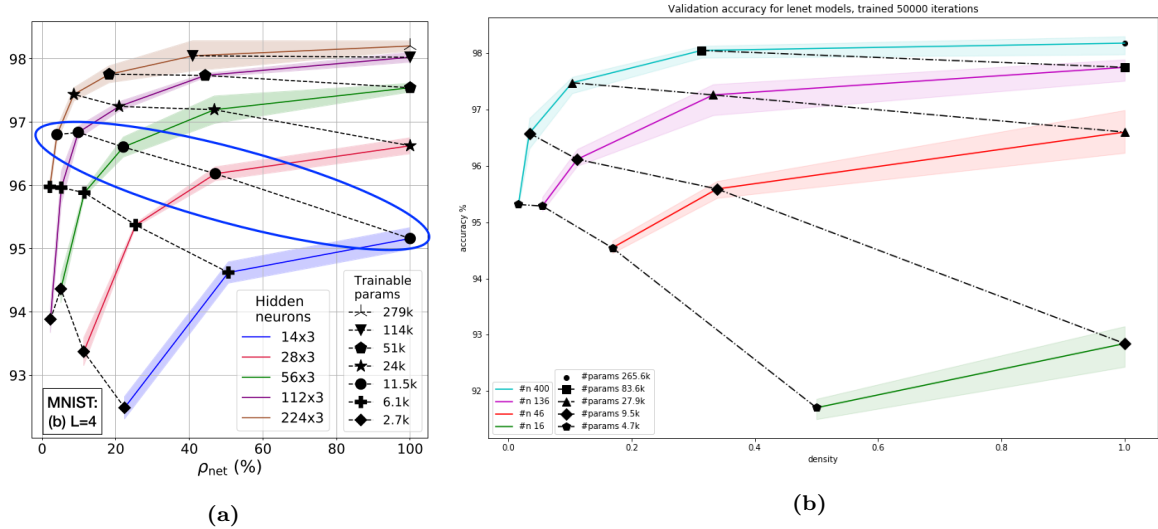 98
97
96
95
94
93
0
20
40
60
80
100
ρnet (%)
MNIST:
(b) L=4
Hidden
neurons
14x3
28x3
56x3
112x3
224x3
Trainable
params
279k
114k
51k
24k
11.5k
6.1k
2.7k
(a)
Validation accuracy for lenet models, trained 50000 iterations
98
97
96
95
94
93
92
accuracy %
0.0
0.2
0.4
0.6
0.8
1.0
density
#n 400
#n 136
#n 46
#n 16
#params 265.6k
#params 83.6k
#params 27.9k
#params 9.5k
#params 4.7k
(b)